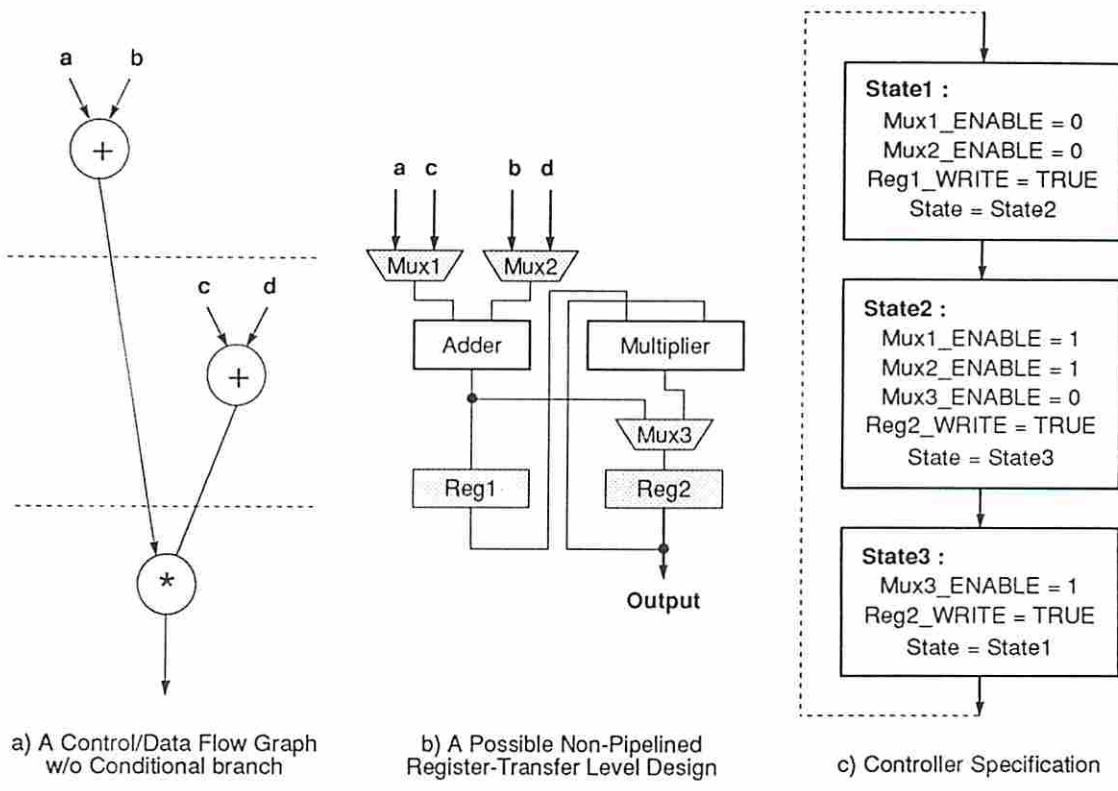 a b
+
c d
+
*
a) A Control/Data Flow Graph
w/o Conditional branch
a c b d
Mux1 Mux2
Adder Multiplier
Mux3
Reg1 Reg2
Output
b) A Possible Non-Pipelined
Register-Transfer Level Design
State1 :
Mux1_ENABLE = 0
Mux2_ENABLE = 0
Reg1_WRITE = TRUE
State = State2
State2 :
Mux1_ENABLE = 1
Mux2_ENABLE = 1
Mux3_ENABLE = 0
Reg2_WRITE = TRUE
State = State3
State3 :
Mux3_ENABLE = 1
Reg2_WRITE = TRUE
State = State1
c) Controller Specification